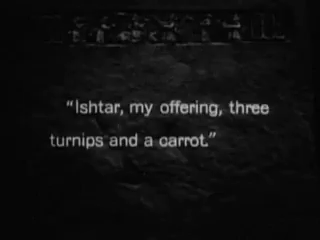 "Ishtar, my offering, three
turnips and a carrot."